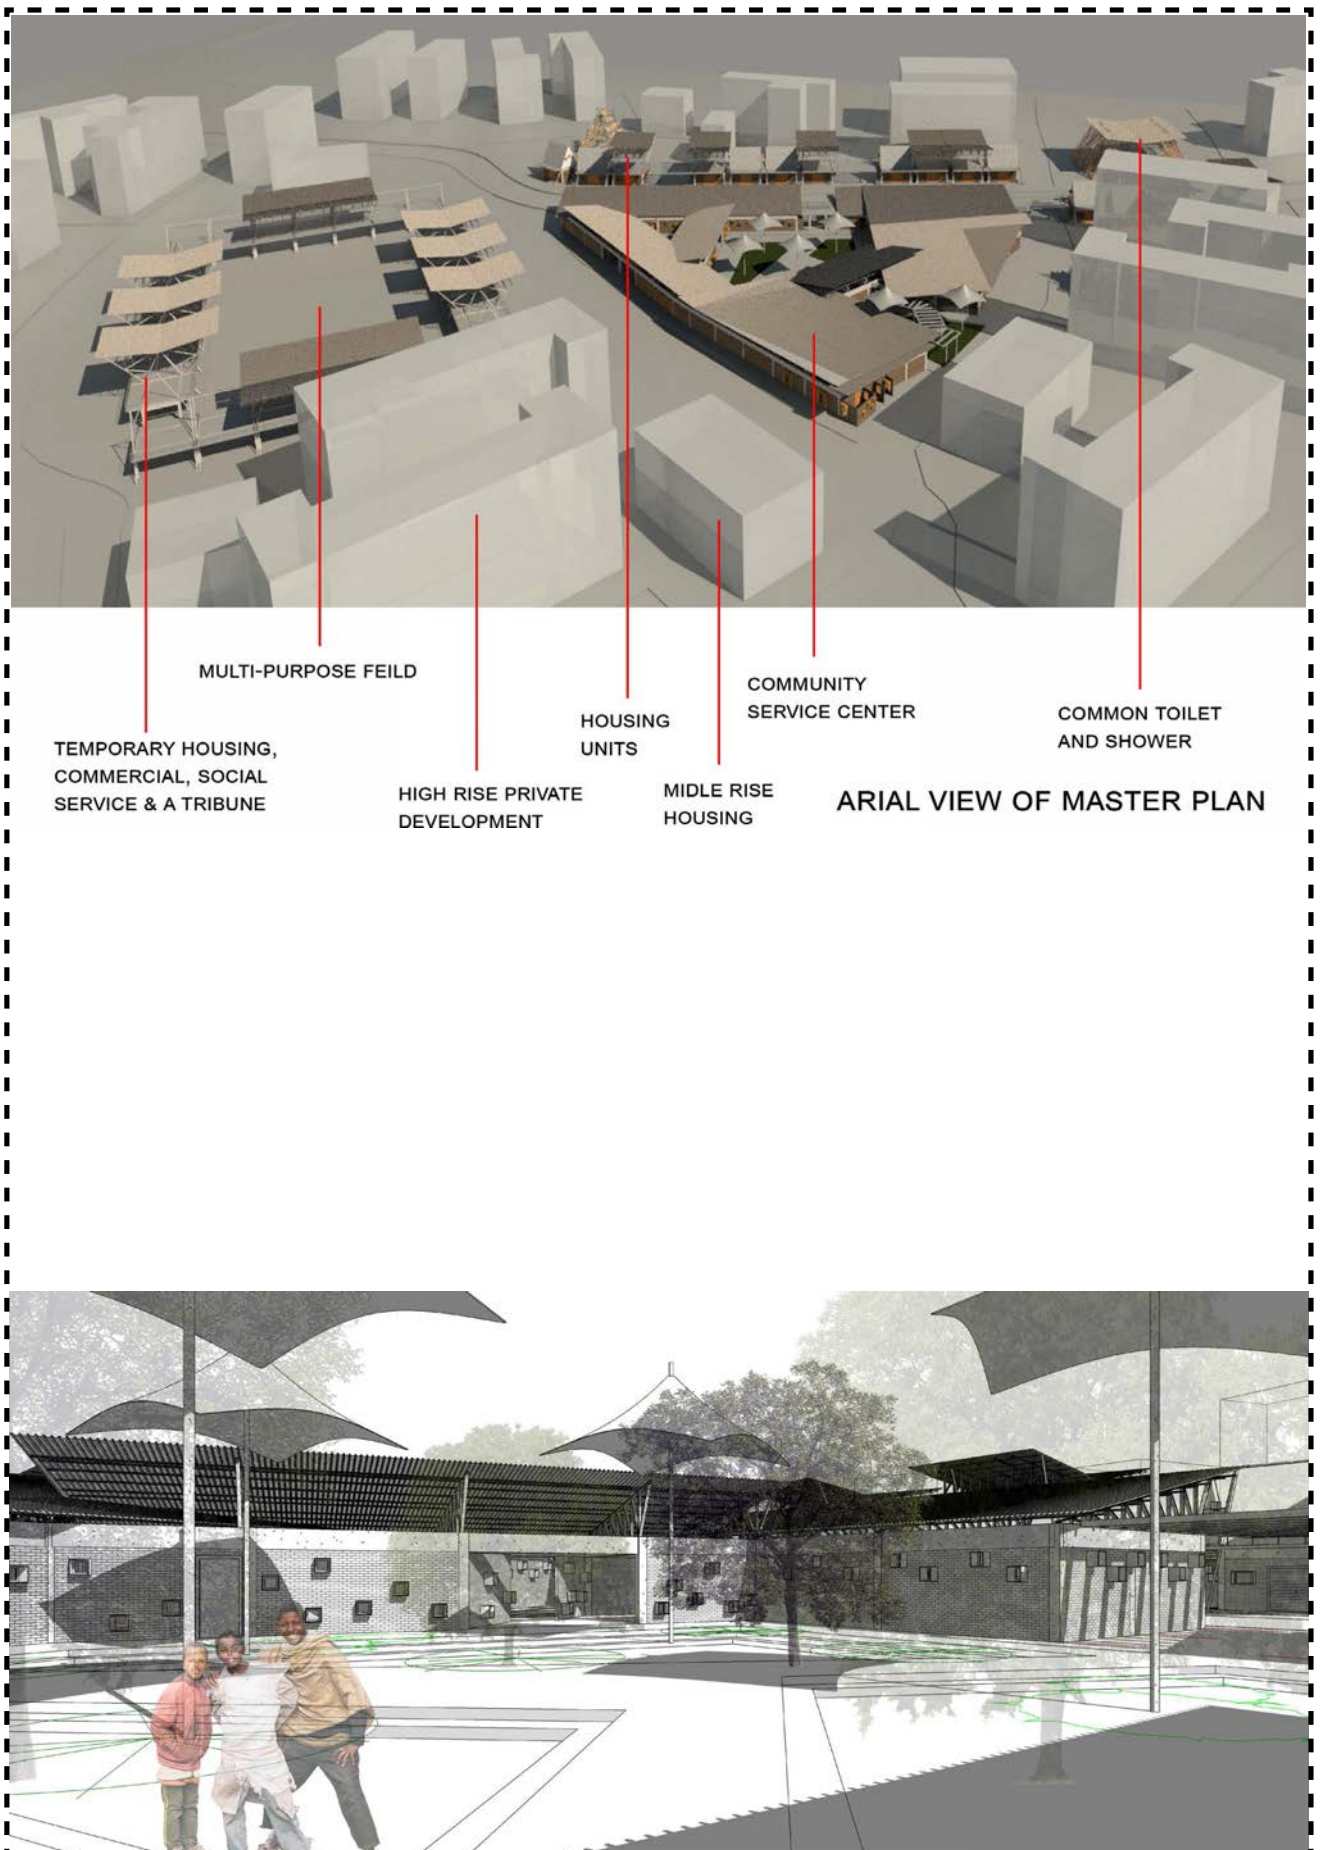 MULTI-PURPOSE FEILD
TEMPORARY HOUSING,
COMMERCIAL, SOCIAL
SERVICE & A TRIBUNE
HIGH RISE PRIVATE
DEVELOPMENT
HOUSING
UNITS
MIDLE RISE
HOUSING
COMMUNITY
SERVICE CENTER
COMMON TOILET
AND SHOWER
ARIAL VIEW OF MASTER PLAN